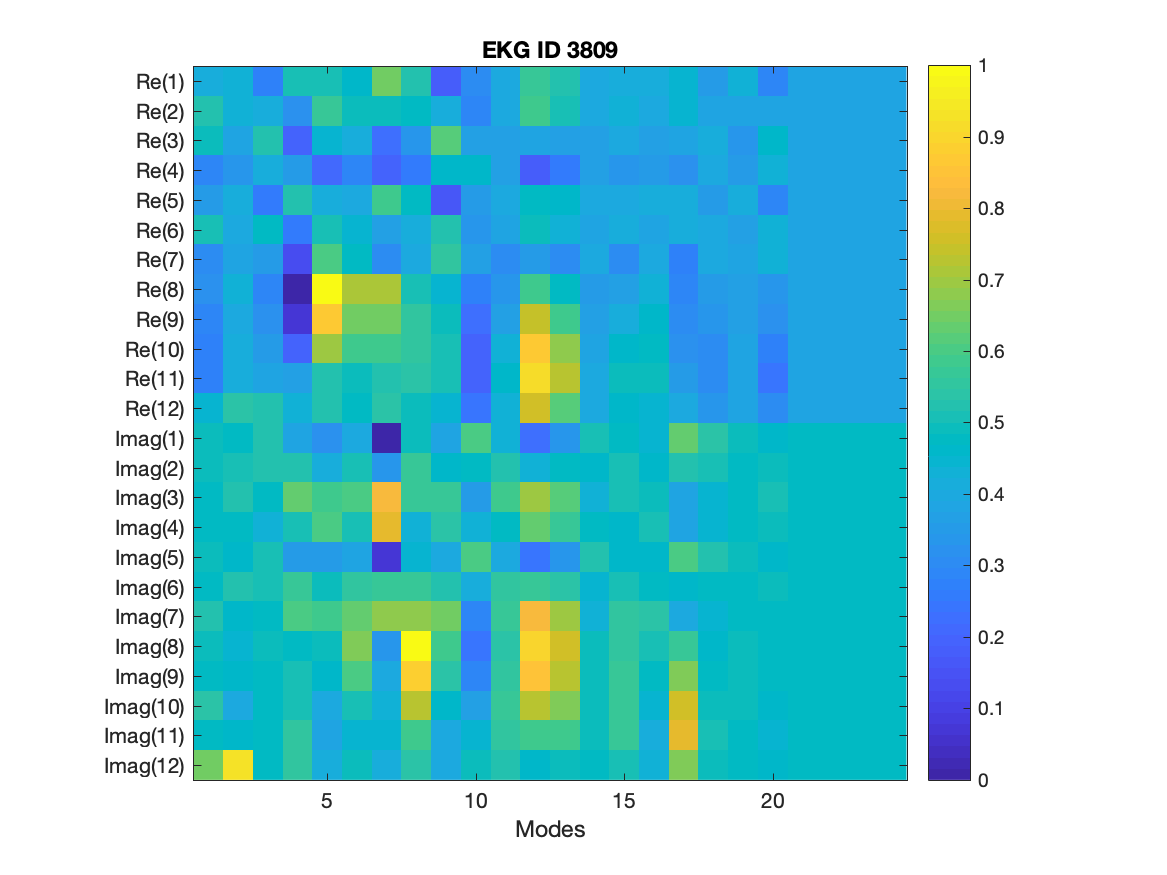 EKG ID 3809
Re(1)
Re(2)
Re(3)
Re(4)
Re(5)
Re(6)
Re(7)
Re(8)
Re(9)
Re(10)
Re(11)
Re(12)
Imag(1)
Imag(2)
Imag(3)
Imag(4)
Imag(5)
Imag(6)
Imag(7)
Imag(8)
Imag(9)
Imag(10)
Imag(11)
Imag(12)
5 10 15 20
Modes
1
0.9
0.8
0.7
0.6
0.5
0.4
0.3
0.2
0.1
0